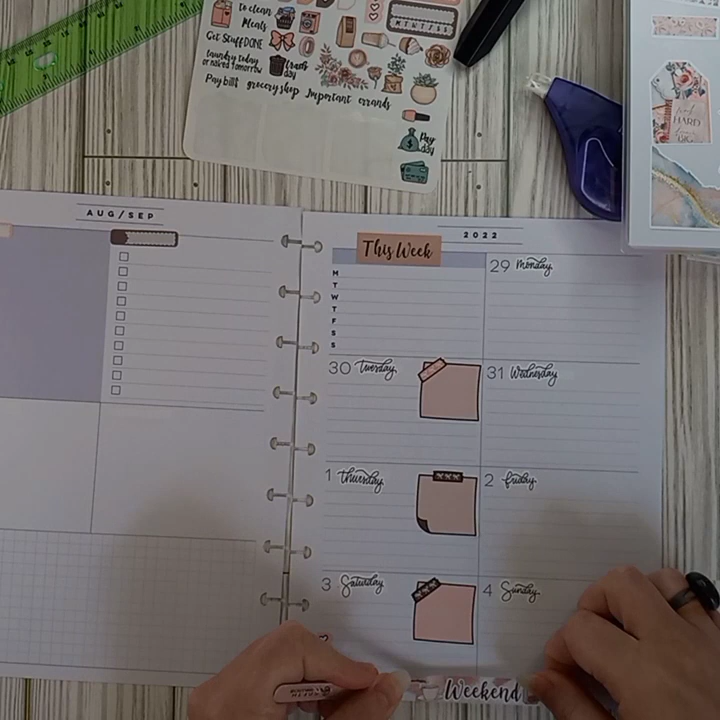 to clean
Meals
Get Stuff DONE
laundry today
or naked tomorrow
trash
day
Pay bills grocery shop Important errands
Pay
day
M T W T F S S
HARD
AUG/SEP
2022
This Week
M
T
W
T
F
S
S
29 Monday
30 Tuesday
31 Wednesday
1 Thursday
2 Friday
3 Saturday
4 Sunday
Weekend